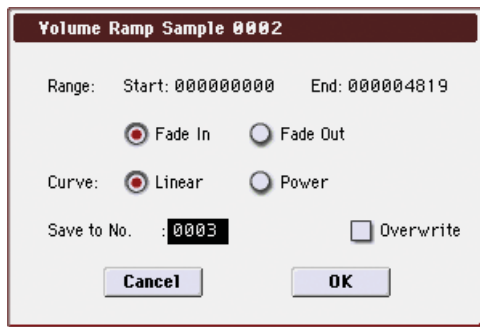 Volume Ramp Sample 0002
Range: Start: 000000000 End: 000004819
Fade In Fade Out
Curve: Linear Power
Save to No. : 0003 Overwrite
Cancel OK